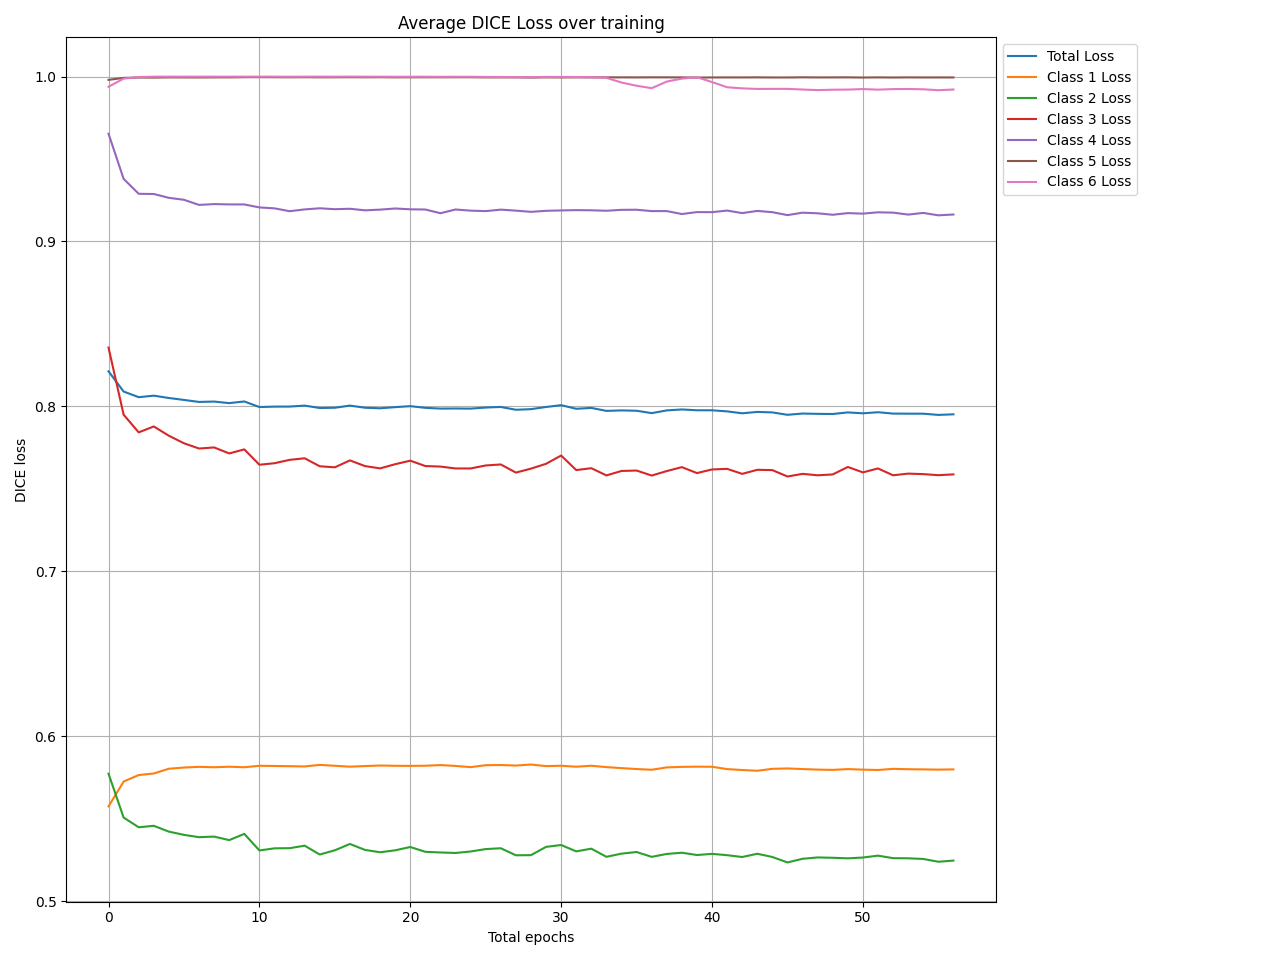 Average DICE Loss over training
DICE loss
1.0
0.9
0.8
0.7
0.6
0.5
0 10 20 30 40 50
Total epochs
Total Loss
Class 1 Loss
Class 2 Loss
Class 3 Loss
Class 4 Loss
Class 5 Loss
Class 6 Loss